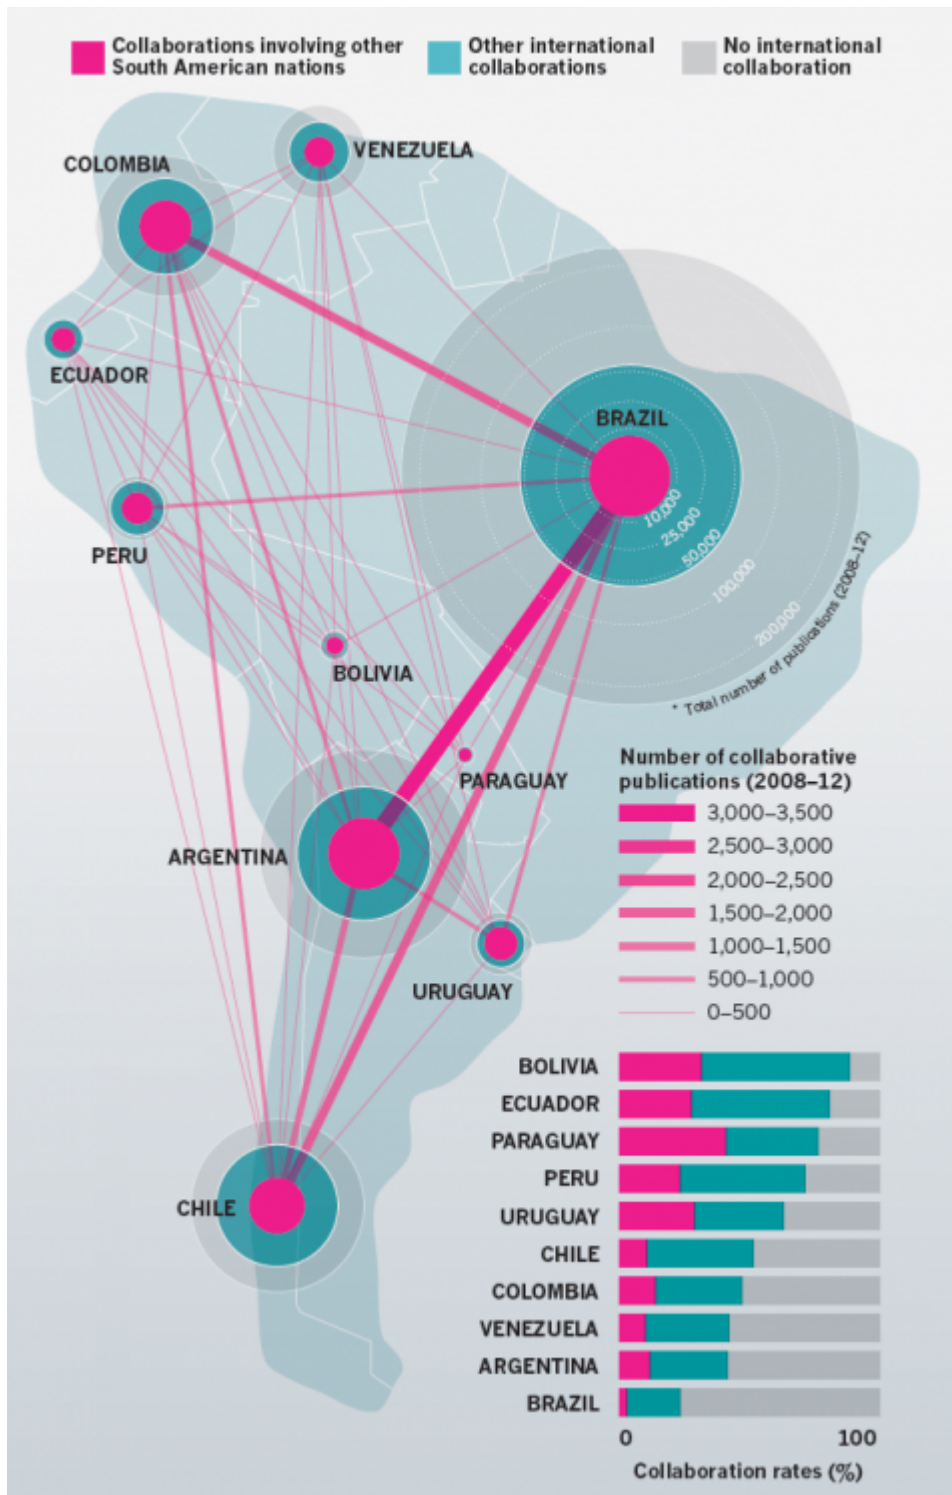 Collaborations involving other
South American nations
Other international
collaborations
No international
collaboration
VENEZUELA
COLOMBIA
ECUADOR
BRAZIL
10,000
25,000
50,000
100,000
200,000
* Total number of publications (2008–12)
PERU
BOLIVIA
PARAGUAY
ARGENTINA
URUGUAY
CHILE
Number of collaborative
publications (2008–12)
3,000–3,500
2,500–3,000
2,000–2,500
1,500–2,000
1,000–1,500
500–1,000
0–500
BOLIVIA
ECUADOR
PARAGUAY
PERU
URUGUAY
CHILE
COLOMBIA
VENEZUELA
ARGENTINA
BRAZIL
0 100
Collaboration rates (%)